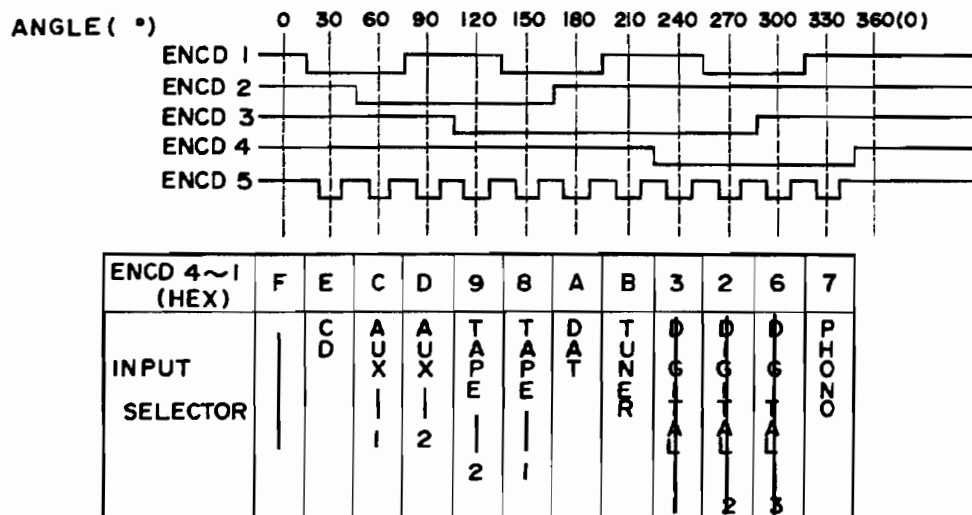 ANGLE( °) 0 30 60 90 120 150 180 210 240 270 300 330 360(0)
ENCD 1
ENCD 2
ENCD 3
ENCD 4
ENCD 5
ENCD 4~1 (HEX) F E C D 9 8 A B 3 2 6 7
INPUT SELECTOR
CD
AUX-1
AUX-2
TAPE-2
TAPE-1
DAT
TUNER
DIGITAL 1
DIGITAL 2
DIGITAL 3
PHONO